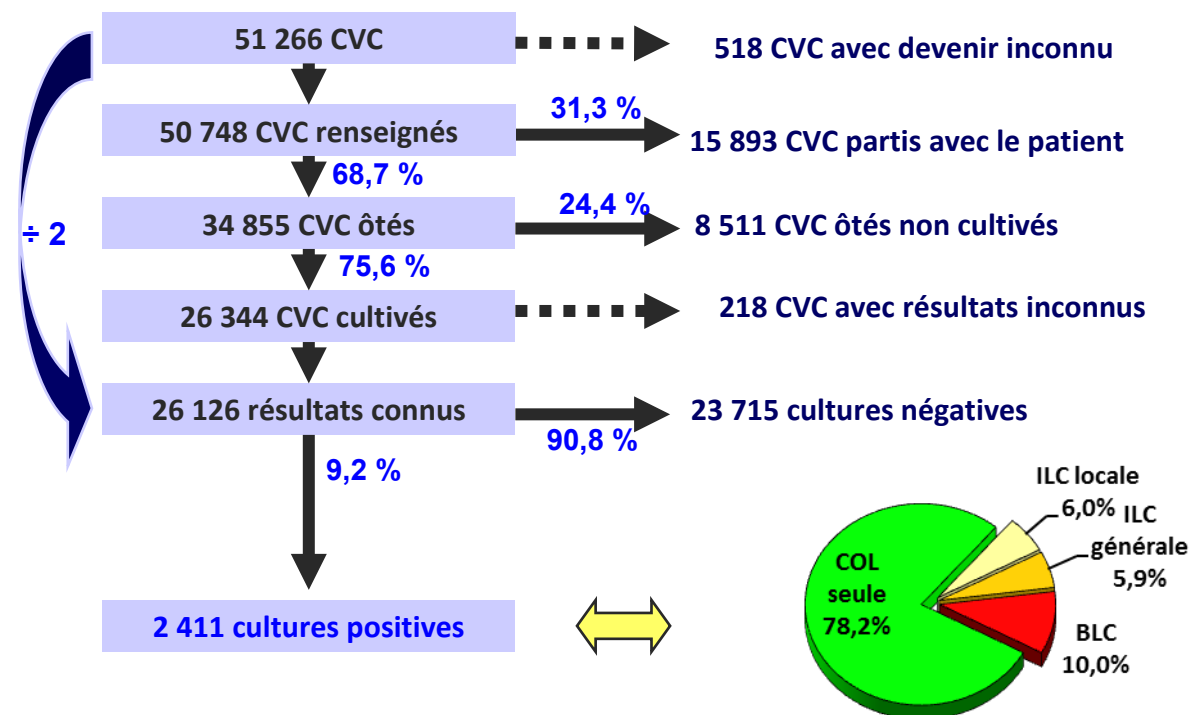 51 266 CVC
518 CVC avec devenir inconnu
31,3 %
50 748 CVC renseignés
15 893 CVC partis avec le patient
68,7 %
24,4 %
34 855 CVC ôtés
8 511 CVC ôtés non cultivés
÷ 2
75,6 %
26 344 CVC cultivés
218 CVC avec résultats inconnus
26 126 résultats connus
23 715 cultures négatives
90,8 %
9,2 %
2 411 cultures positives
ILC locale
6,0%
ILC
générale
5,9%
COL
seule
78,2%
BLC
10,0%